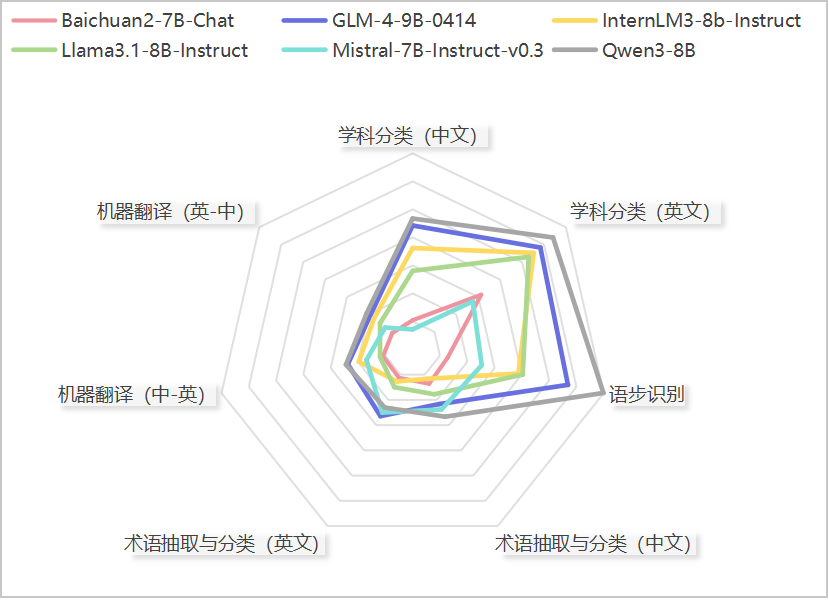 Baichuan2-7B-Chat GLM-4-9B-0414 InternLM3-8b-Instruct
Llama3.1-8B-Instruct Mistral-7B-Instruct-v0.3 Qwen3-8B
学科分类（中文）
机器翻译（英-中） 学科分类（英文）
机器翻译（中-英） 语步识别
术语抽取与分类（英文） 术语抽取与分类（中文）